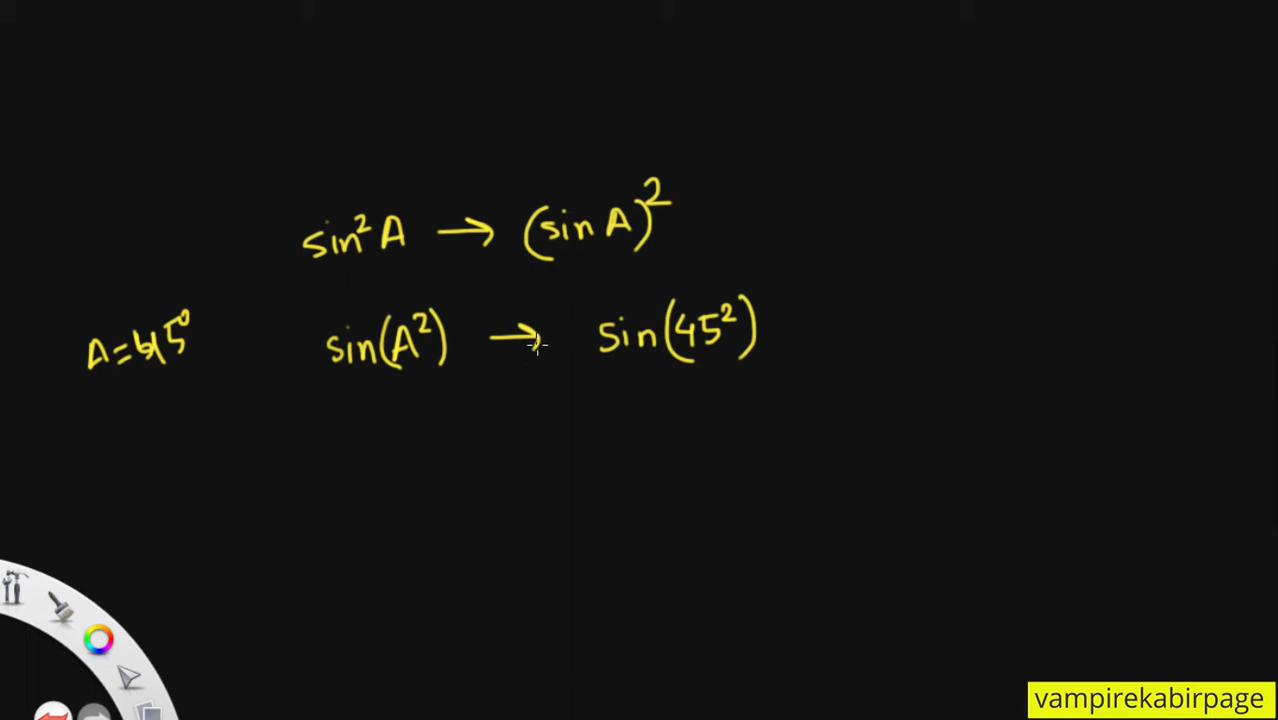 sin²A → (sin A)²
A=45° sin(A²) → sin(45²)
vampirekabirpage